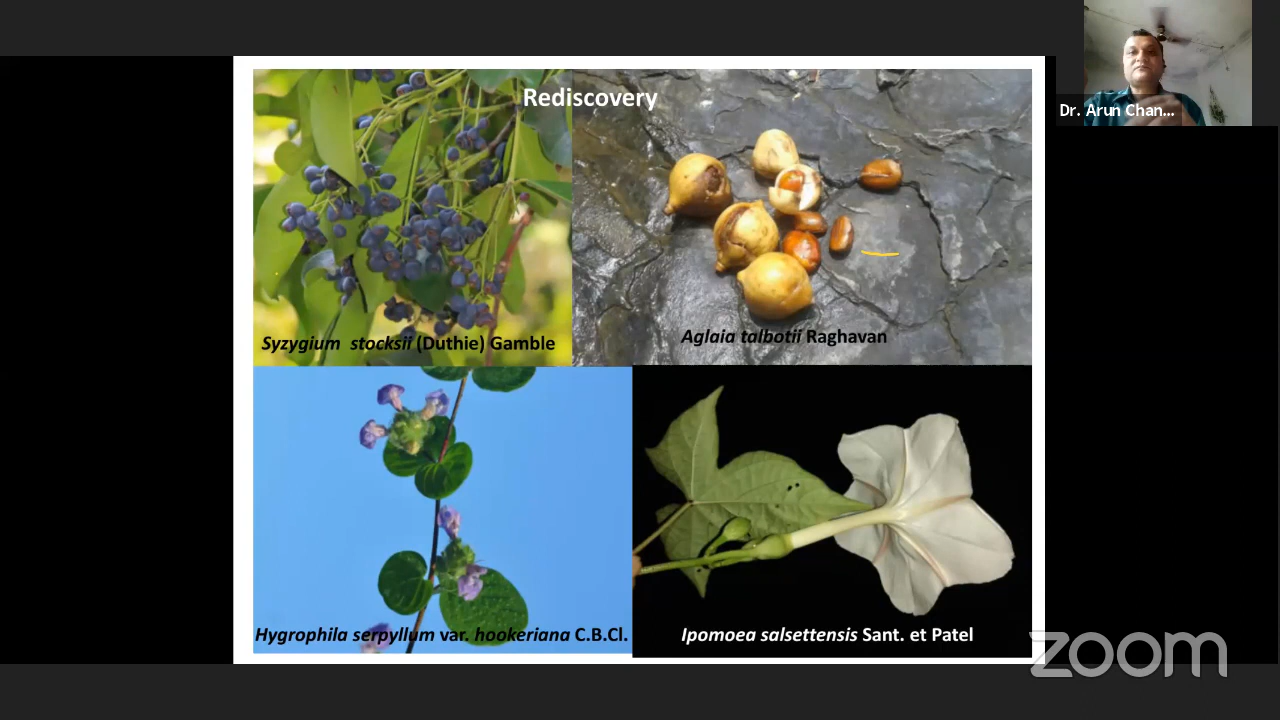 Rediscovery
Dr. Arun Chan...
Syzygium stocksii (Duthie) Gamble
Aglaia talbotii Raghavan
Hygrophila serpyllum var. hookeriana C.B.Cl.
Ipomoea salsettensis Sant. et Patel
zoom